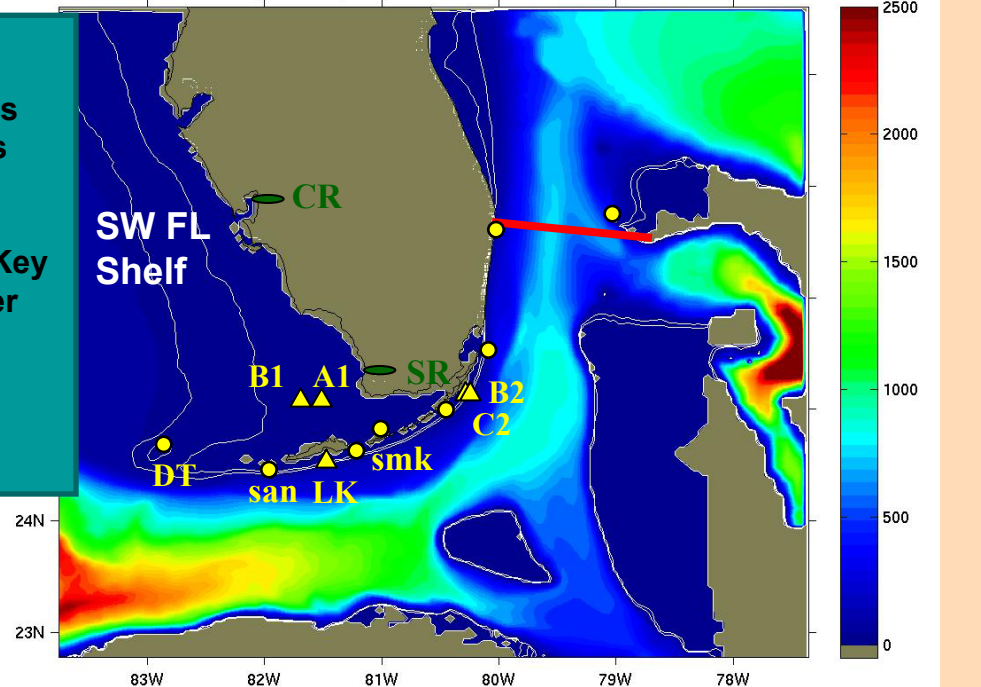 s
s
Key
er
SW FL
Shelf
CR
SR
B1 A1
B2
C2
DT
san LK
smk
24N
23N
83W 82W 81W 80W 79W 78W
2500
2000
1500
1000
500
0